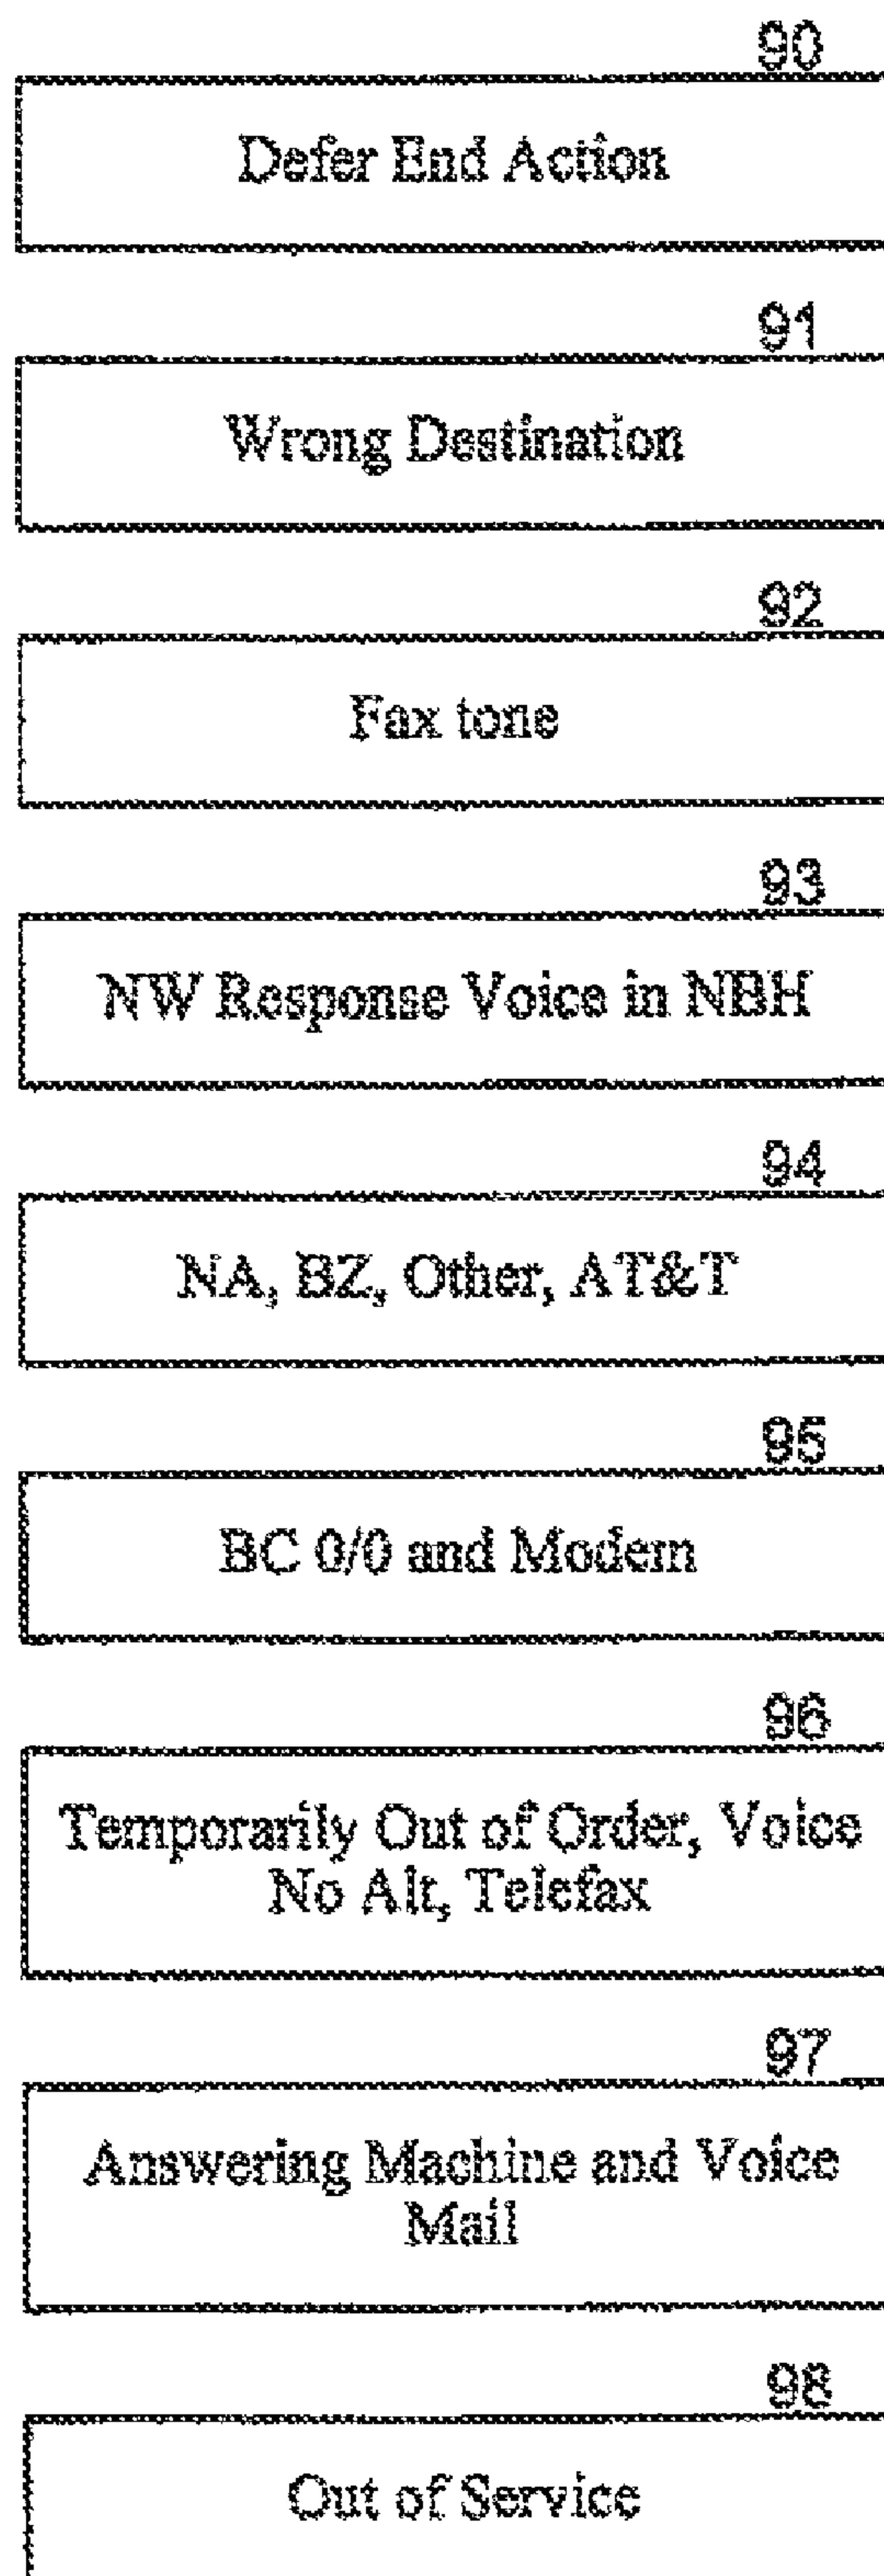 90
Defer End Action
91
Wrong Destination
92
Fax tone
93
NW Response Voice in NBH
94
NA, BZ, Other, AT&T
95
BC 0/0 and Modem
96
Temporarily Out of Order, Voice
No Alt, Telefax
97
Answering Machine and Voice
Mail
98
Out of Service